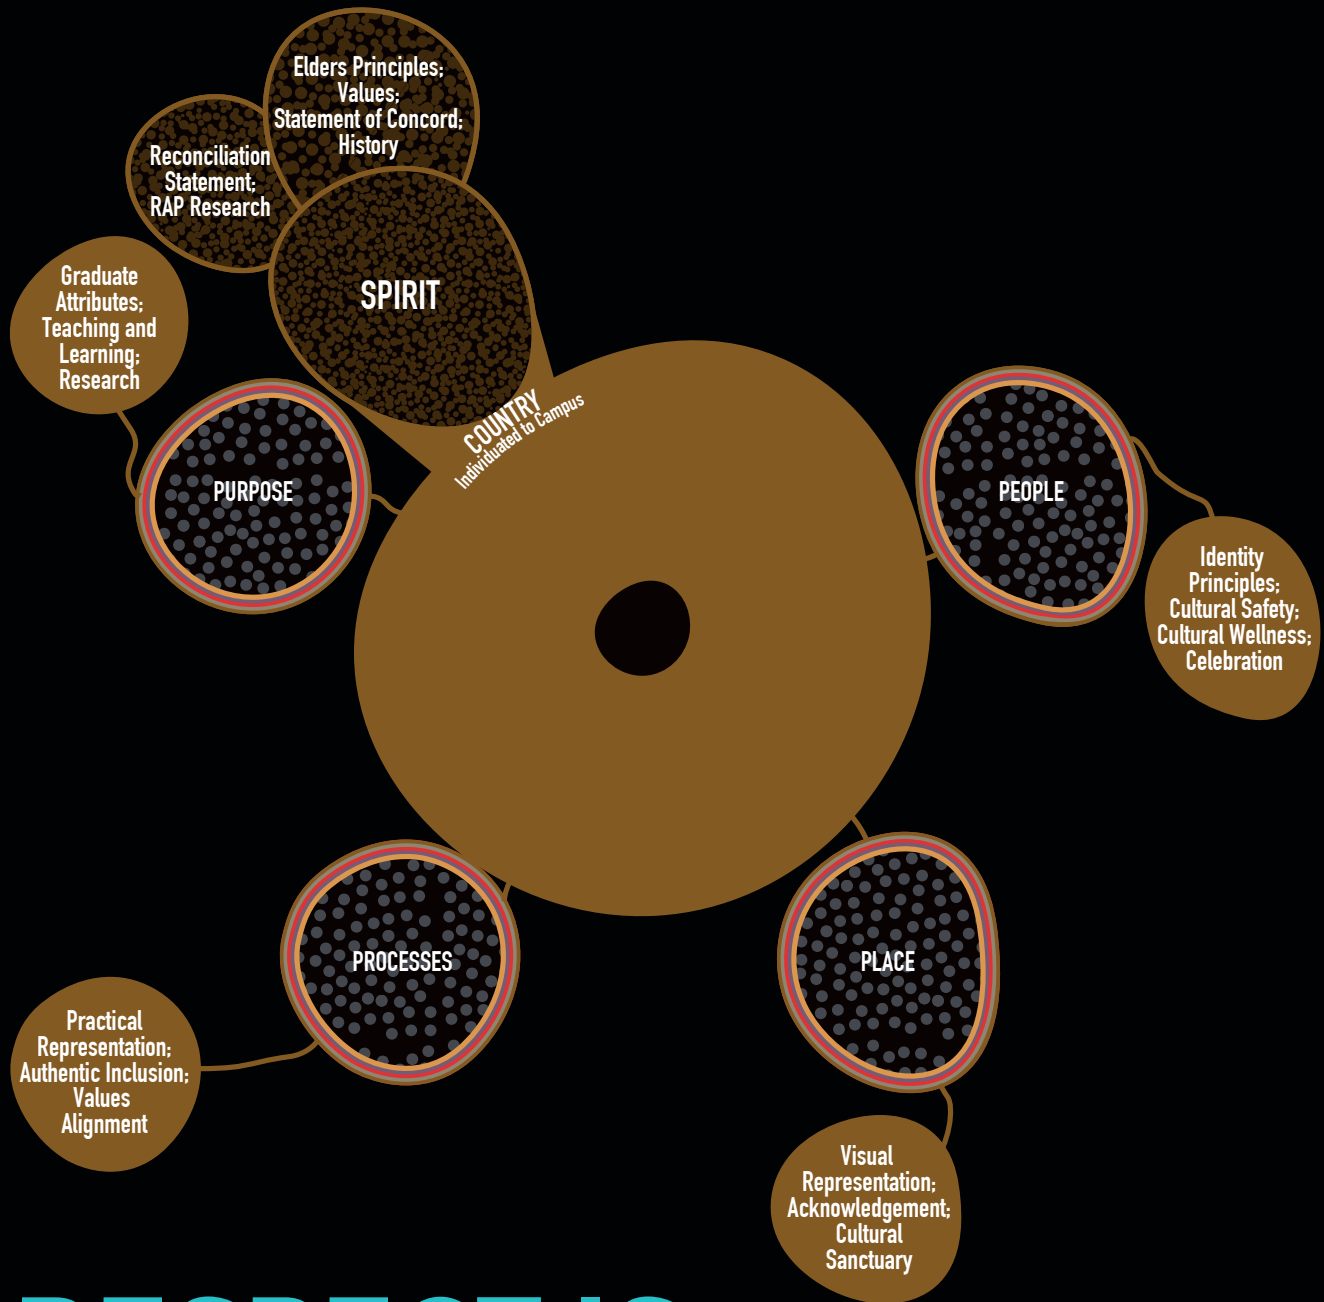 Elders Principles;
Values;
Statement of Concord;
History
Reconciliation
Statement;
RAP Research
SPIRIT
Graduate
Attributes;
Teaching and
Learning;
Research
COUNTRY
Individuated to Campus
PURPOSE
PEOPLE
Identity
Principles;
Cultural Safety;
Cultural Wellness;
Celebration
PROCESSES
PLACE
Practical
Representation;
Authentic Inclusion;
Values
Alignment
Visual
Representation;
Acknowledgement;
Cultural
Sanctuary